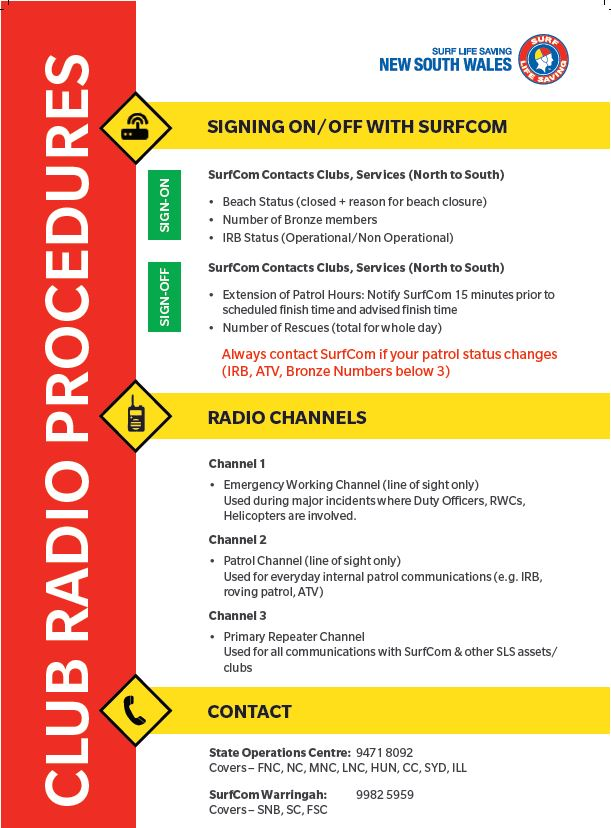 CLUB RADIO PROCEDURES
SURF LIFE SAVING
NEW SOUTH WALES
SURF
LIFE SAVING
SIGNING ON/OFF WITH SURFCOM
SIGN-ON
SurfCom Contacts Clubs, Services (North to South)
• Beach Status (closed + reason for beach closure)
• Number of Bronze members
• IRB Status (Operational/Non Operational)
SIGN-OFF
SurfCom Contacts Clubs, Services (North to South)
• Extension of Patrol Hours: Notify SurfCom 15 minutes prior to
scheduled finish time and advised finish time
• Number of Rescues (total for whole day)
Always contact SurfCom if your patrol status changes
(IRB, ATV, Bronze Numbers below 3)
RADIO CHANNELS
Channel 1
• Emergency Working Channel (line of sight only)
Used during major incidents where Duty Officers, RWCs,
Helicopters are involved.
Channel 2
• Patrol Channel (line of sight only)
Used for everyday internal patrol communications (e.g. IRB,
roving patrol, ATV)
Channel 3
• Primary Repeater Channel
Used for all communications with SurfCom & other SLS assets/
clubs
CONTACT
State Operations Centre: 9471 8092
Covers – FNC, NC, MNC, LNC, HUN, CC, SYD, ILL
SurfCom Warringah: 9982 5959
Covers – SNB, SC, FSC